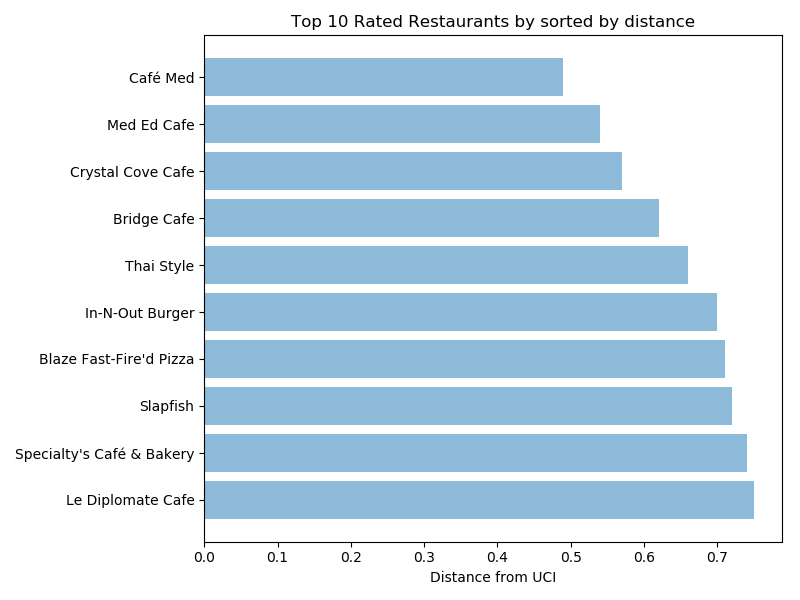 Top 10 Rated Restaurants by sorted by distance
Café Med
Med Ed Cafe
Crystal Cove Cafe
Bridge Cafe
Thai Style
In-N-Out Burger
Blaze Fast-Fire'd Pizza
Slapfish
Specialty's Café & Bakery
Le Diplomate Cafe
0.0 0.1 0.2 0.3 0.4 0.5 0.6 0.7
Distance from UCI